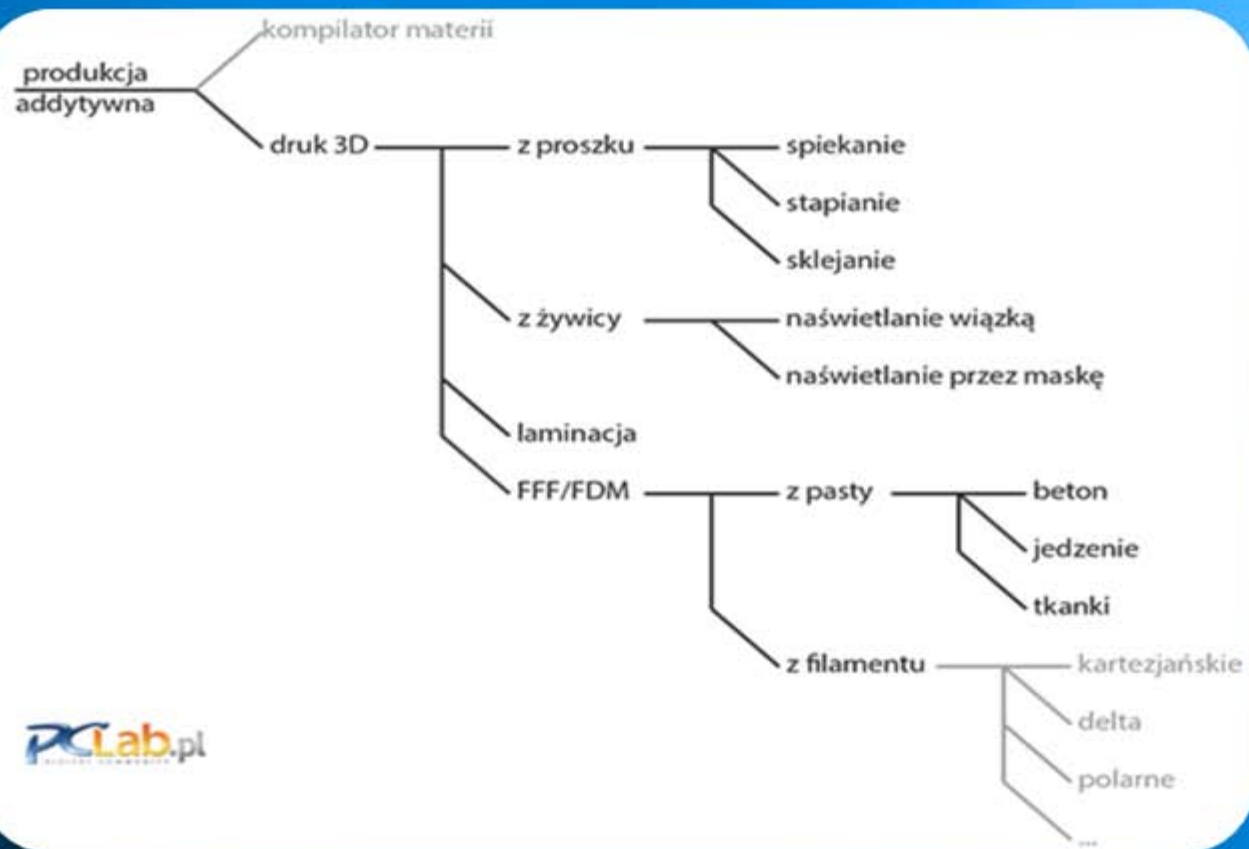 kompilator materii
produkcja
addytywna
druk 3D
z proszku
spiekanie
stapianie
sklejanie
z żywicy
naświetlanie wiązką
naświetlanie przez maskę
laminacja
FFF/FDM
z pasty
beton
jedzenie
tkanki
z filamentu
kartezjańskie
delta
polarne
...
PCLab.pl